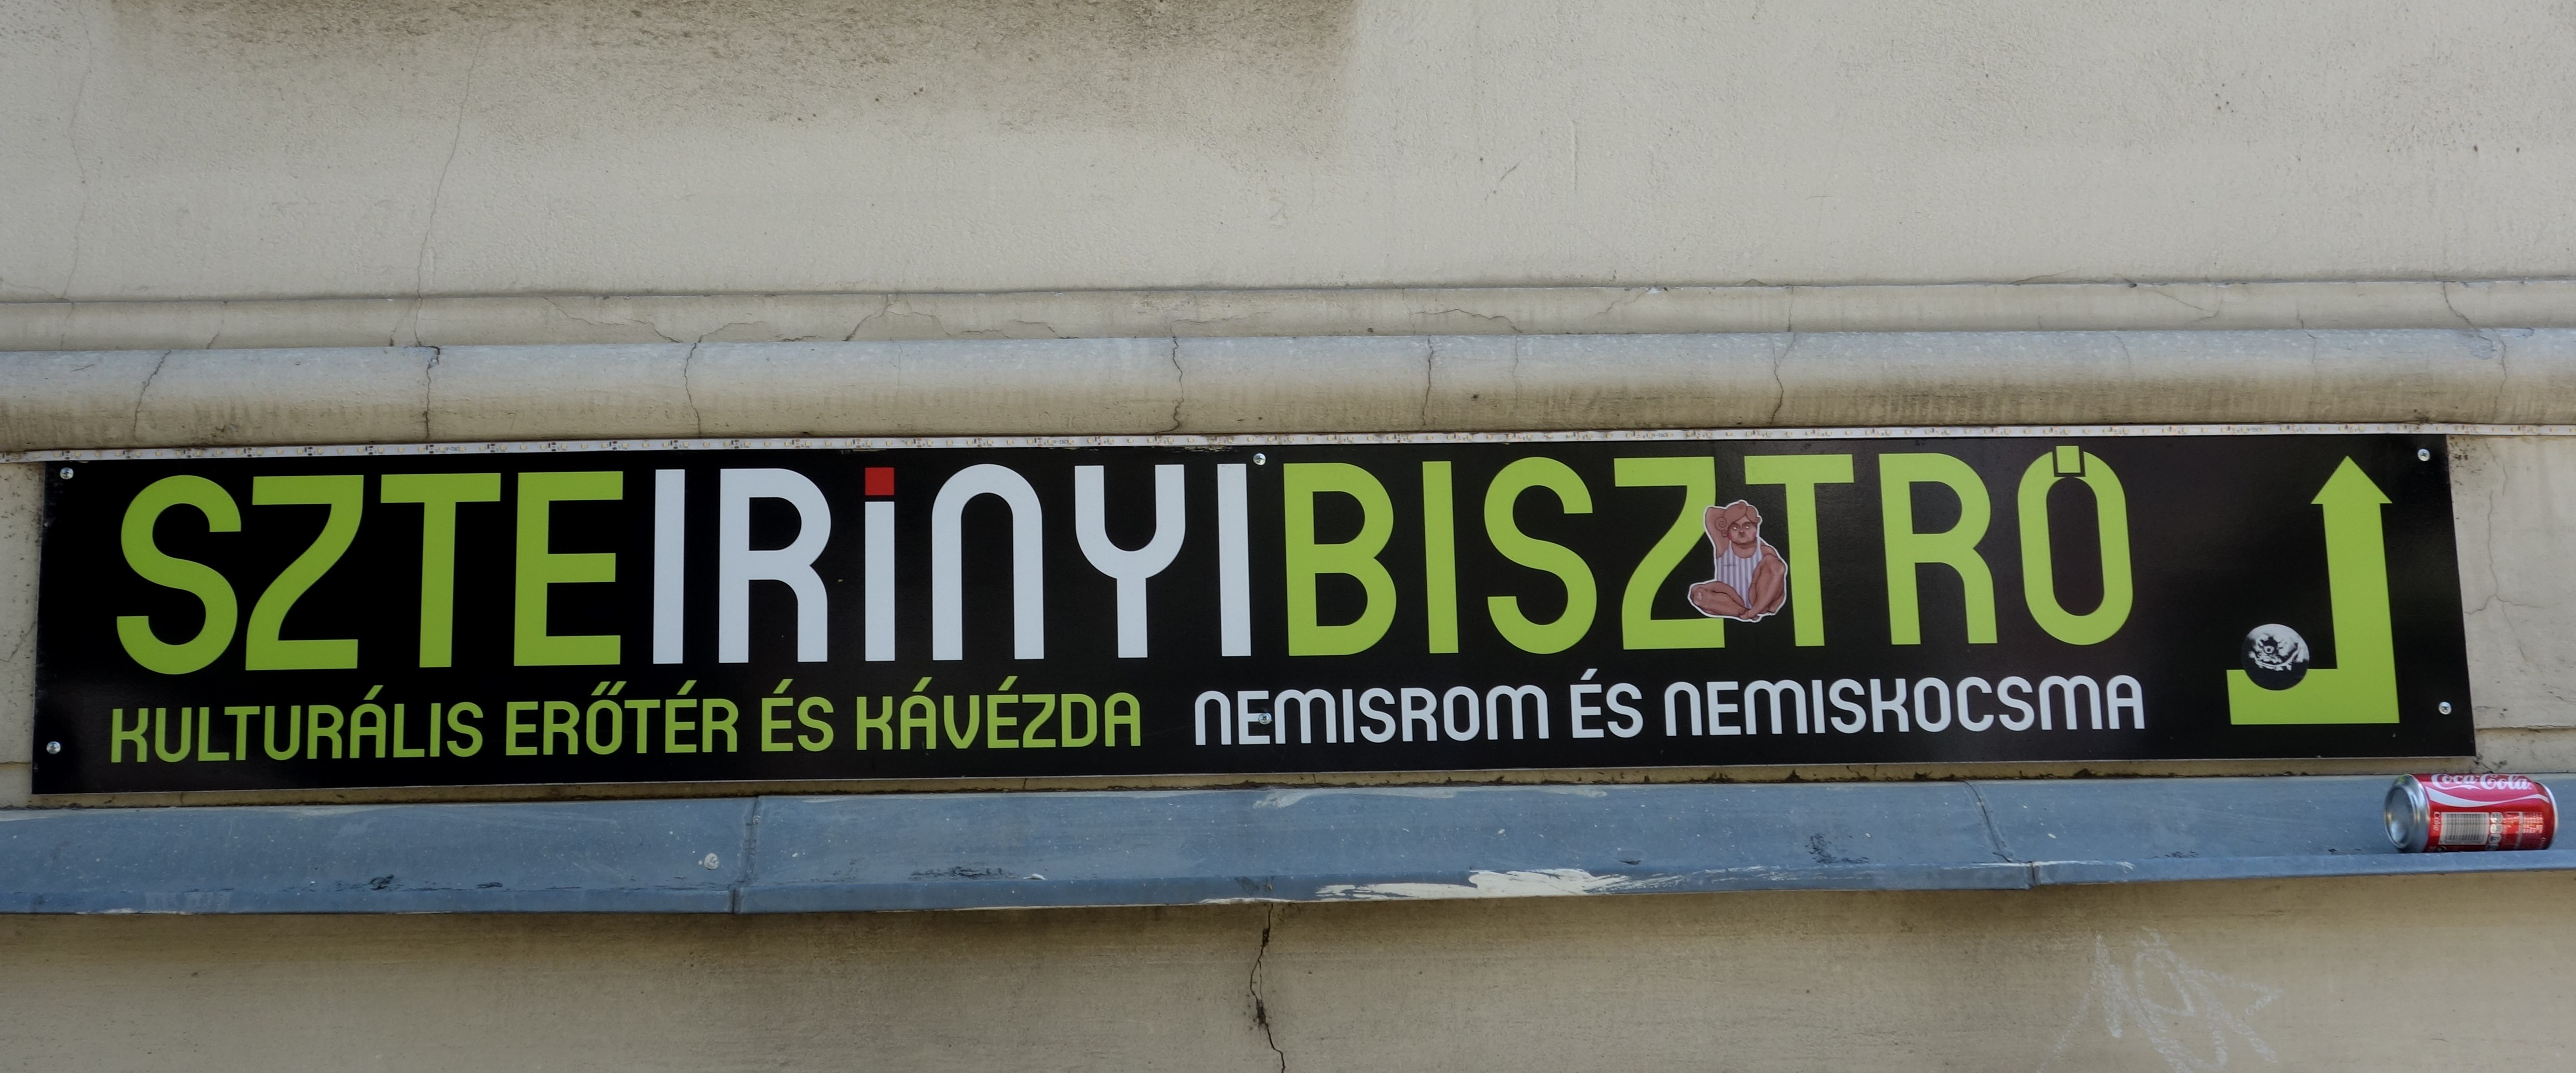 SZTEIRiNYIBISZTRÓ
KULTURÁLIS ERŐTÉR ÉS KÁVÉZDA NEMISROM ÉS NEMISKOCSMA
Coca-Cola